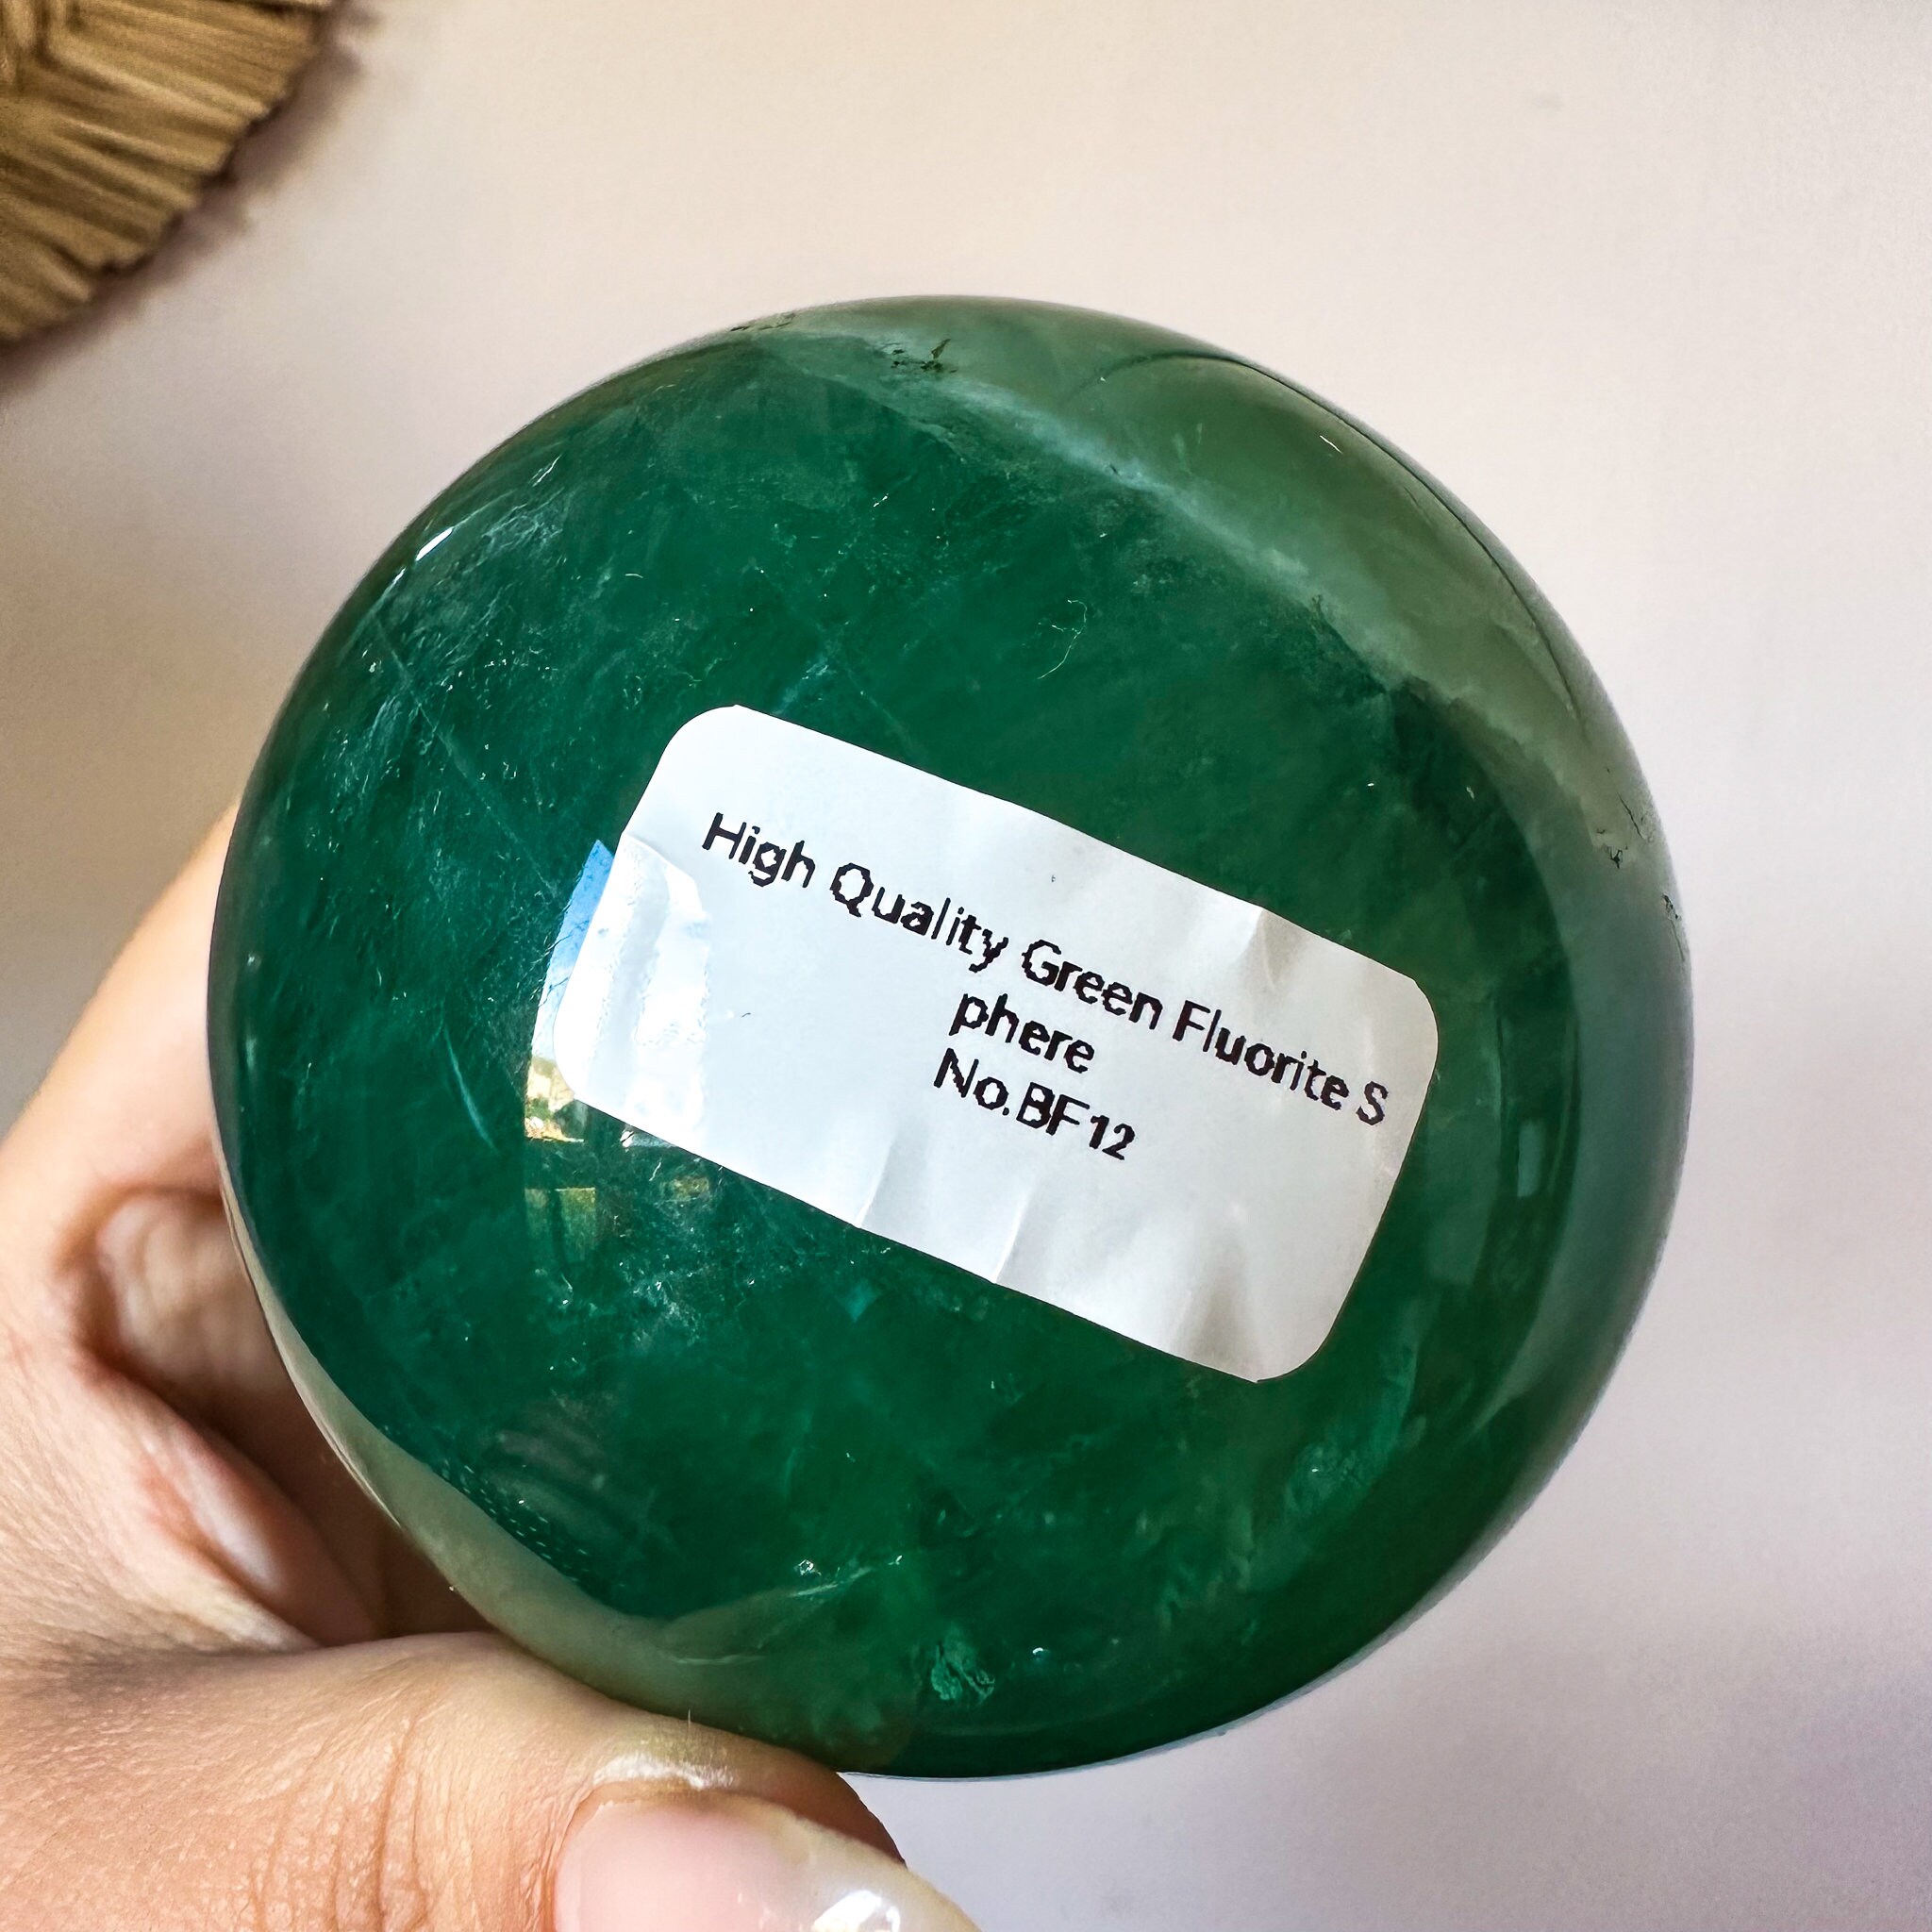 High Quality Green Fluorite S
phere
No.BF12